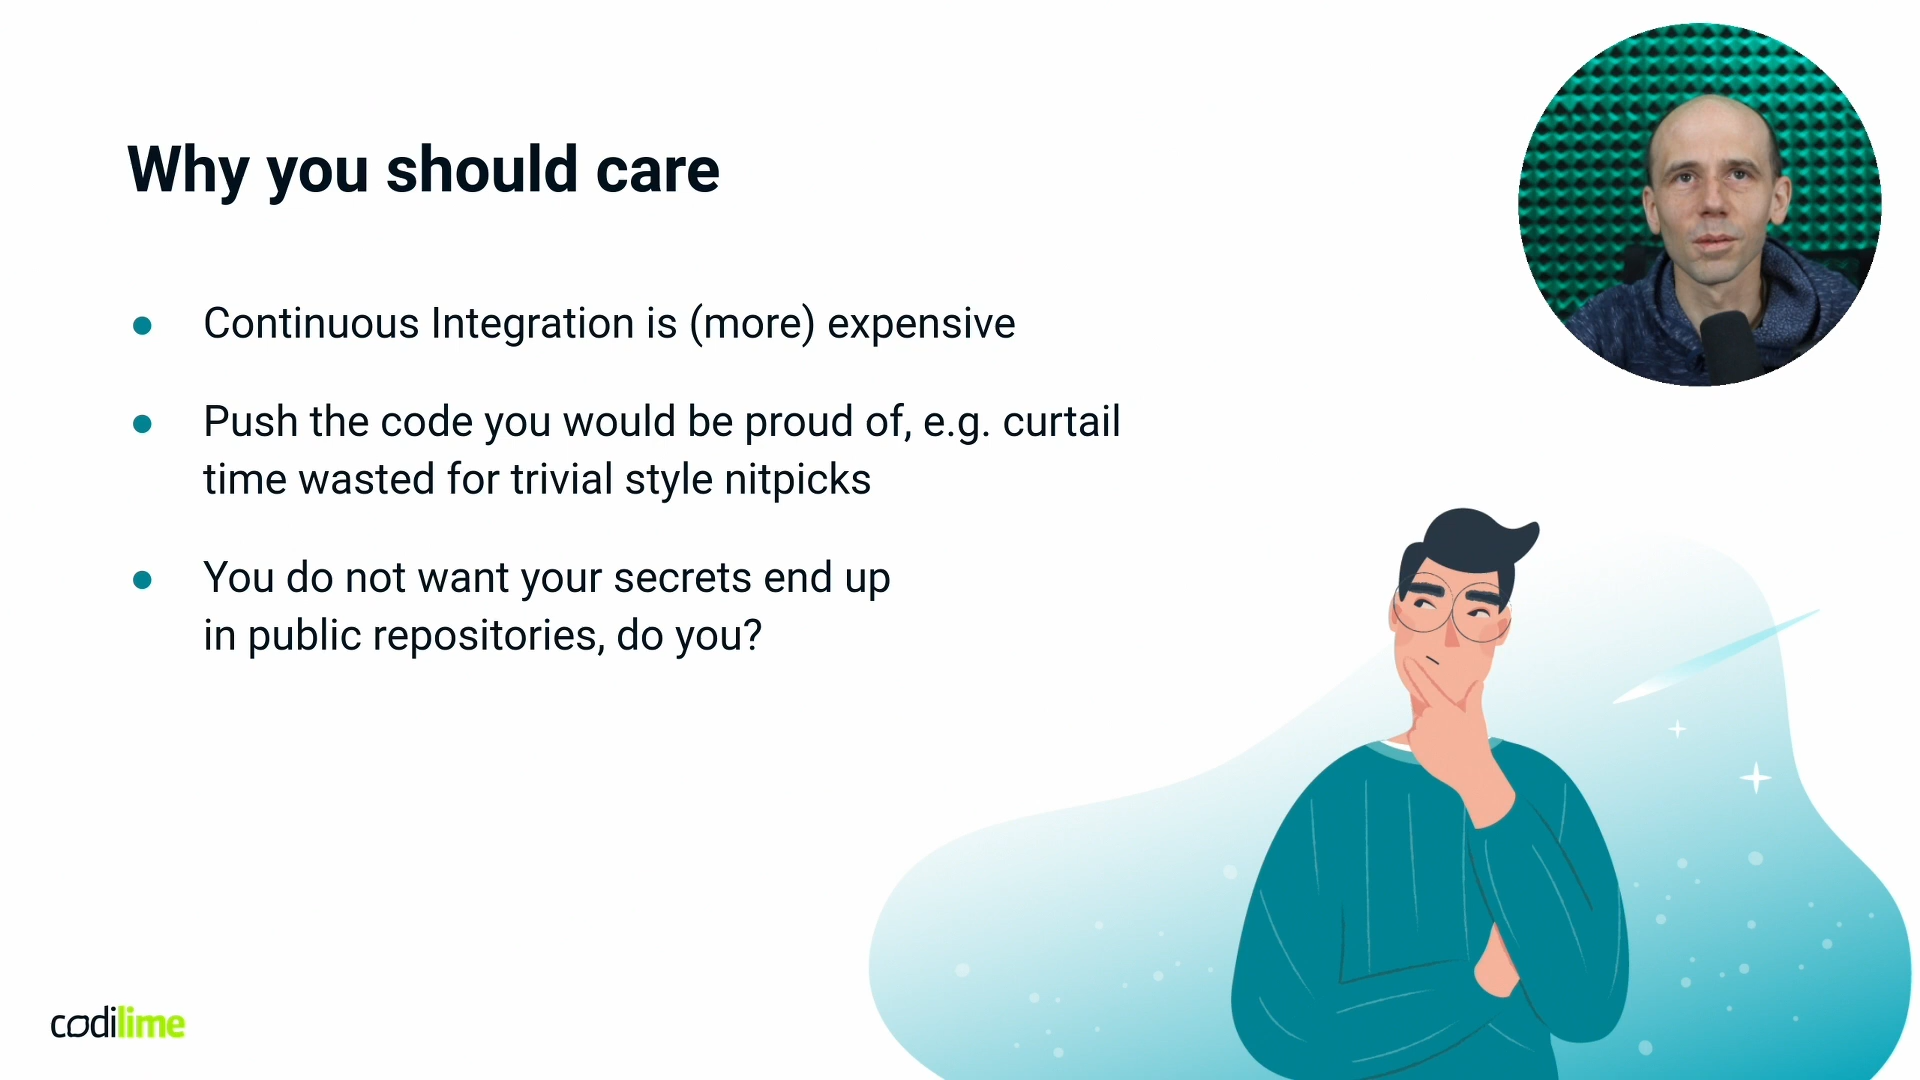 Why you should care
Continuous Integration is (more) expensive
Push the code you would be proud of, e.g. curtail
time wasted for trivial style nitpicks
You do not want your secrets end up
in public repositories, do you?
codilime